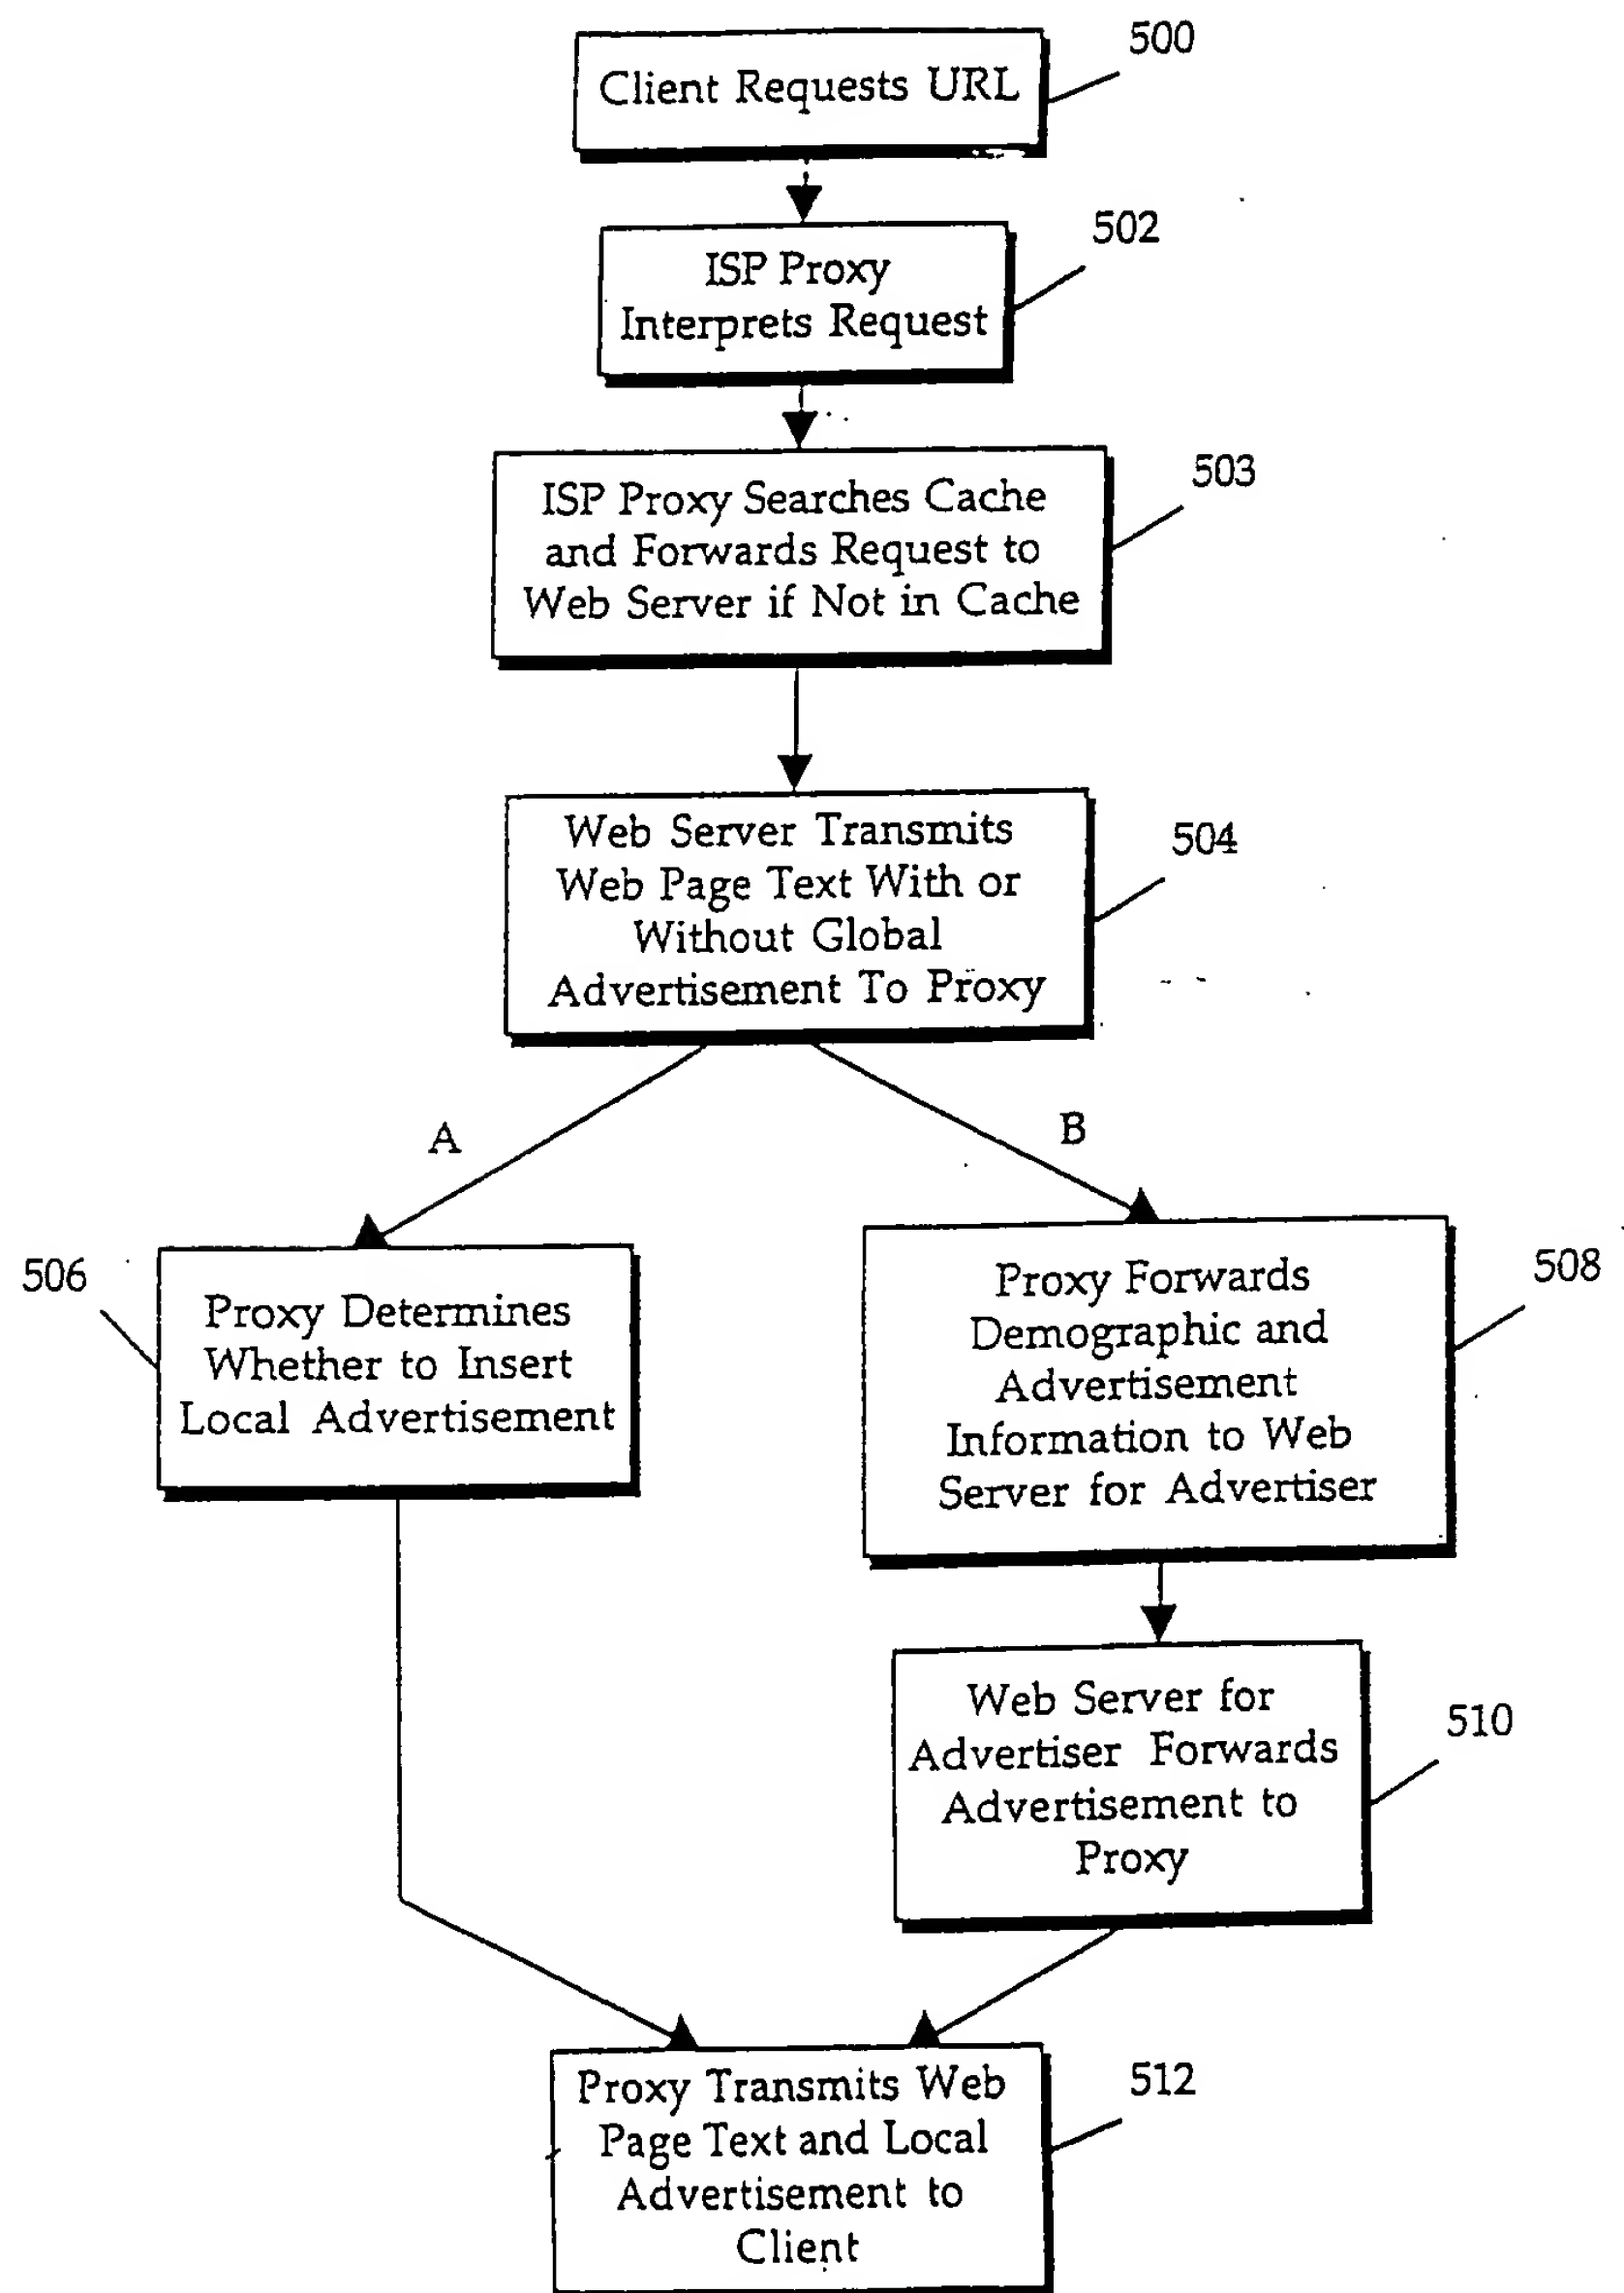 500
Client Requests URL
502
ISP Proxy
Interprets Request
503
ISP Proxy Searches Cache
and Forwards Request to
Web Server if Not in Cache
504
Web Server Transmits
Web Page Text With or
Without Global
Advertisement To Proxy
A
B
506
Proxy Determines
Whether to Insert
Local Advertisement
508
Proxy Forwards
Demographic and
Advertisement
Information to Web
Server for Advertiser
510
Web Server for
Advertiser Forwards
Advertisement to
Proxy
512
Proxy Transmits Web
Page Text and Local
Advertisement to
Client